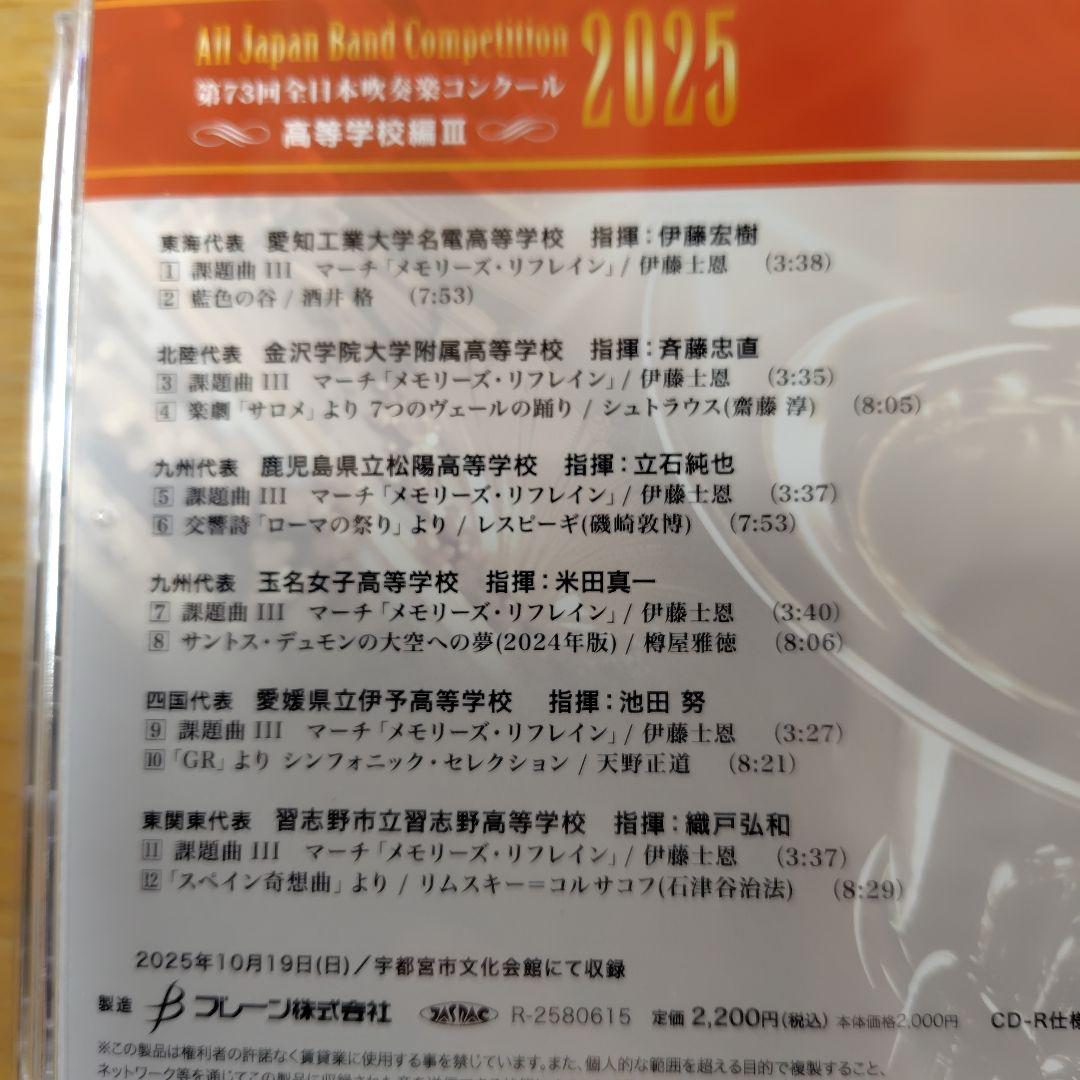 All Japan Band Competition 2025
第73回全日本吹奏楽コンクール
高等学校編III
東海代表 愛知工業大学名電高等学校 指揮：伊藤宏樹
1 課題曲 III マーチ「メモリーズ・リフレイン」/ 伊藤士恩 (3:38)
2 藍色の谷 / 酒井 格 (7:53)
北陸代表 金沢学院大学附属高等学校 指揮：斉藤忠直
3 課題曲 III マーチ「メモリーズ・リフレイン」/ 伊藤士恩 (3:35)
4 楽劇「サロメ」より 7つのヴェールの踊り / シュトラウス(齋藤 淳) (8:05)
九州代表 鹿児島県立松陽高等学校 指揮：立石純也
5 課題曲 III マーチ「メモリーズ・リフレイン」/ 伊藤士恩 (3:37)
6 交響詩「ローマの祭り」より / レスピーギ(磯崎敦博) (7:53)
九州代表 玉名女子高等学校 指揮：米田真一
7 課題曲 III マーチ「メモリーズ・リフレイン」/ 伊藤士恩 (3:40)
8 サントス・デュモンの大空への夢(2024年版) / 樽屋雅徳 (8:06)
四国代表 愛媛県立伊予高等学校 指揮：池田 努
9 課題曲 III マーチ「メモリーズ・リフレイン」/ 伊藤士恩 (3:27)
10 「GR」より シンフォニック・セレクション / 天野正道 (8:21)
東関東代表 習志野市立習志野高等学校 指揮：織戸弘和
11 課題曲 III マーチ「メモリーズ・リフレイン」/ 伊藤士恩 (3:37)
12 「スペイン奇想曲」より / リムスキー＝コルサコフ(石津谷治法) (8:29)
2025年10月19日(日)／宇都宮市文化会館にて収録
製造 ブレーン株式会社 JASRAC R-2580615 定価 2,200円(税込) 本体価格2,000円 CD-R仕様
※この製品は権利者の許諾なく賃貸業に使用する事を禁じています。また、個人的な範囲を超える目的で複製すること、